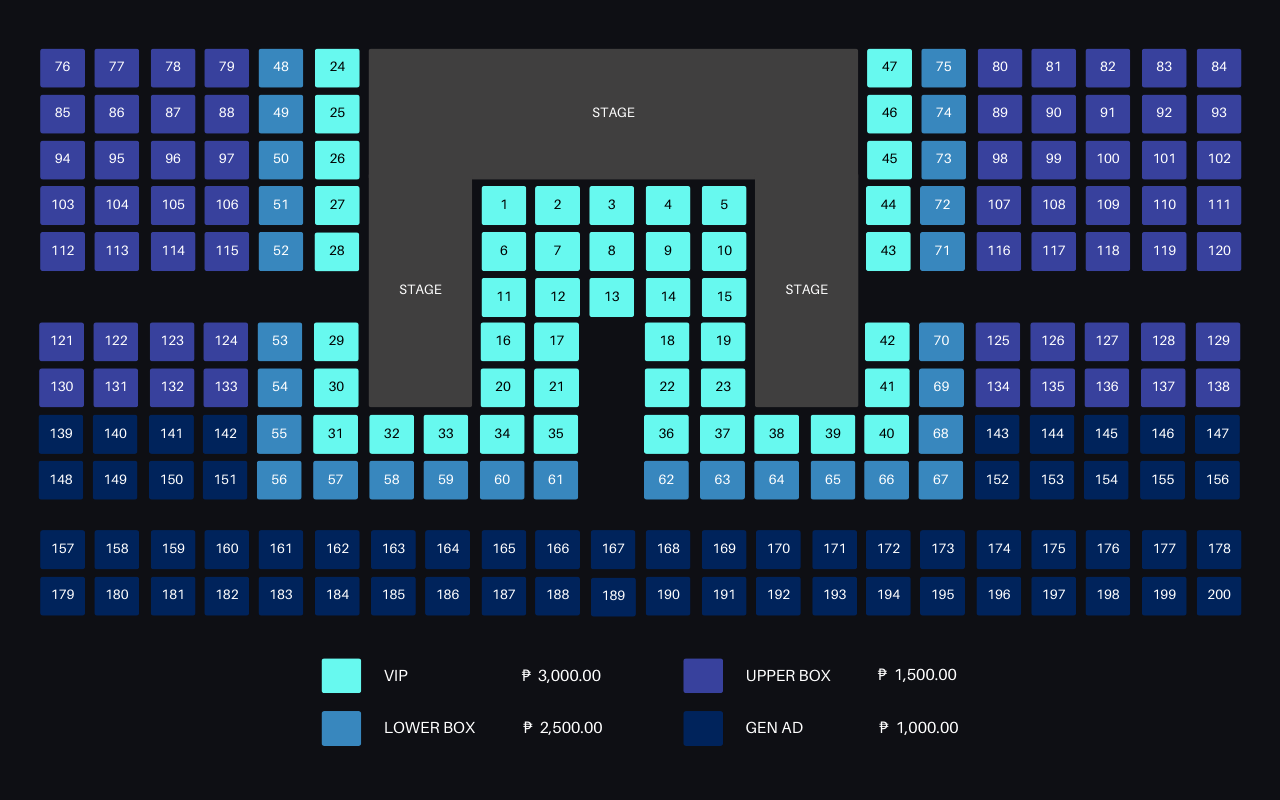 76 77 78 79 48 24 47 75 80 81 82 83 84
STAGE
85 86 87 88 49 25 46 74 89 90 91 92 93
94 95 96 97 50 26 45 73 98 99 100 101 102
103 104 105 106 51 27 1 2 3 4 5 44 72 107 108 109 110 111
112 113 114 115 52 28 6 7 8 9 10 43 71 116 117 118 119 120
STAGE 11 12 13 14 15 STAGE
121 122 123 124 53 29 16 17 18 19 42 70 125 126 127 128 129
130 131 132 133 54 30 20 21 22 23 41 69 134 135 136 137 138
139 140 141 142 55 31 32 33 34 35 36 37 38 39 40 68 143 144 145 146 147
148 149 150 151 56 57 58 59 60 61 62 63 64 65 66 67 152 153 154 155 156
157 158 159 160 161 162 163 164 165 166 167 168 169 170 171 172 173 174 175 176 177 178
179 180 181 182 183 184 185 186 187 188 189 190 191 192 193 194 195 196 197 198 199 200
VIP ₱ 3,000.00 UPPER BOX ₱ 1,500.00
LOWER BOX ₱ 2,500.00 GEN AD ₱ 1,000.00